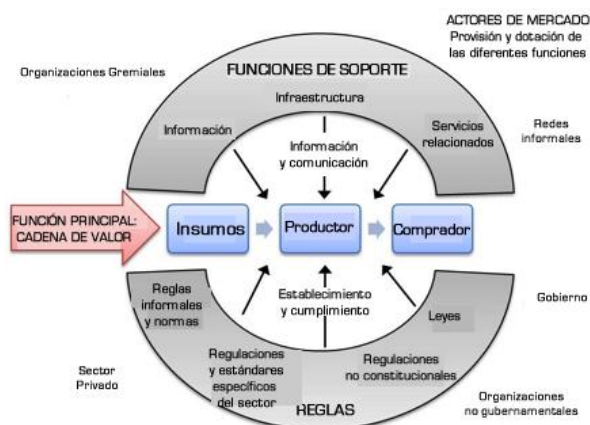 ACTORES DE MERCADO
Provisión y dotación de
las diferentes funciones
Organizaciones Gremiales
FUNCIONES DE SOPORTE
Infraestructura
Información
Servicios
relacionados
Redes
informales
Información
y comunicación
FUNCIÓN PRINCIPAL:
CADENA DE VALOR
Insumos
Productor
Comprador
Reglas
informales
y normas
Establecimiento
y cumplimiento
Leyes
Gobierno
Regulaciones
y estándares
específicos
del sector
Regulaciones
no constitucionales
Sector
Privado
REGLAS
Organizaciones
no gubernamentales